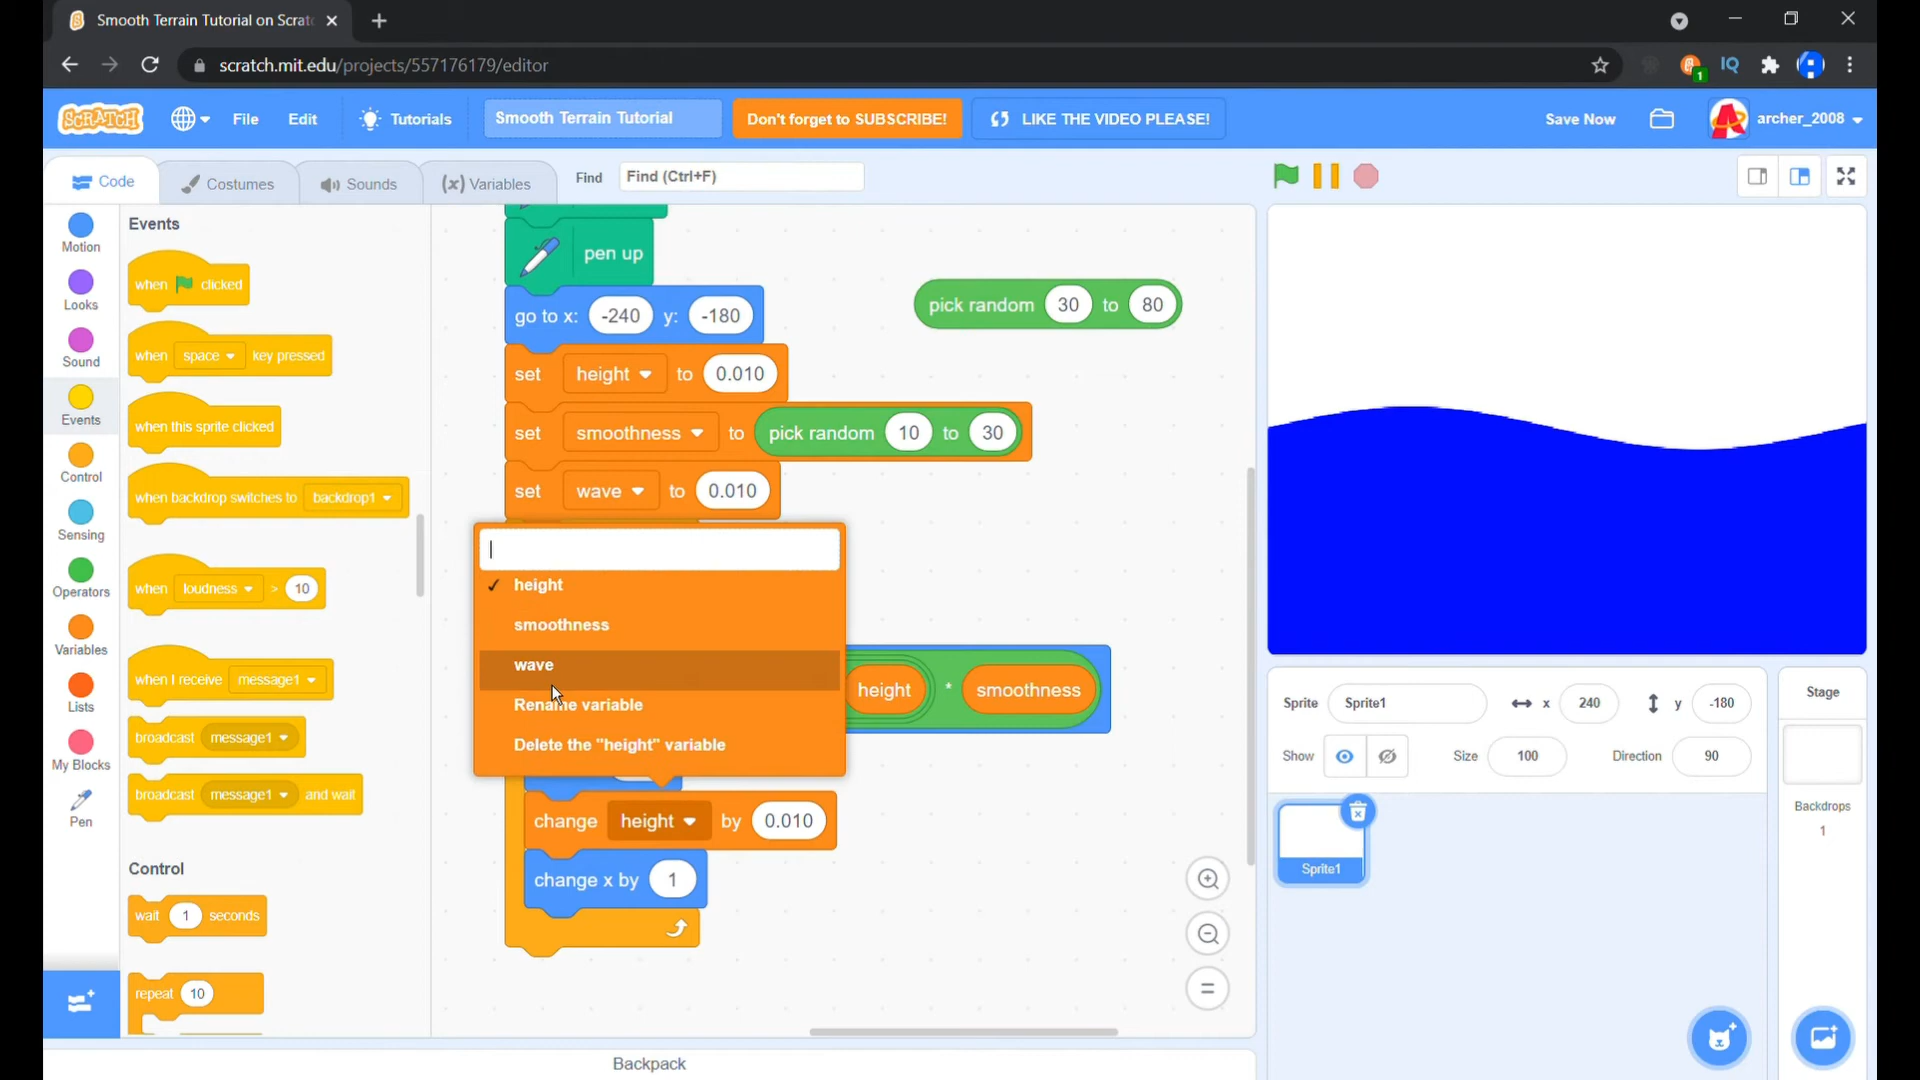 Smooth Terrain Tutorial on Scrat
scratch.mit.edu/projects/557176179/editor
1
IQ
SCRATCH
File
Edit
Tutorials
Smooth Terrain Tutorial
Don't forget to SUBSCRIBE!
LIKE THE VIDEO PLEASE!
Save Now
archer_2008
Code
Costumes
Sounds
(x) Variables
Find
Find (Ctrl+F)
Motion
Looks
Sound
Events
Control
Sensing
Operators
Variables
Lists
My Blocks
Pen
Events
when clicked
when space key pressed
when this sprite clicked
when backdrop switches to backdrop1
when loudness > 10
when I receive message1
broadcast message1
broadcast message1 and wait
Control
wait 1 seconds
repeat 10
pen up
go to x: -240 y: -180
set height to 0.010
set smoothness to pick random 10 to 30
set wave to 0.010
pick random 30 to 80
height
smoothness
wave
Rename variable
Delete the "height" variable
height * smoothness
change height by 0.010
change x by 1
Backpack
Sprite Sprite1 x 240 y -180
Show Size 100 Direction 90
Sprite1
Stage
Backdrops
1